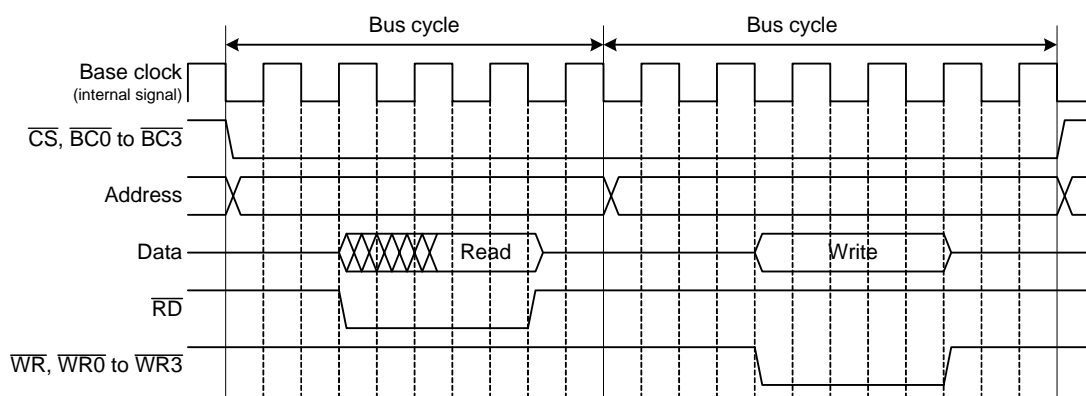 Bus cycle Bus cycle
Base clock
(internal signal)
CS, BC0 to BC3
Address
Data Read Write
RD
WR, WR0 to WR3